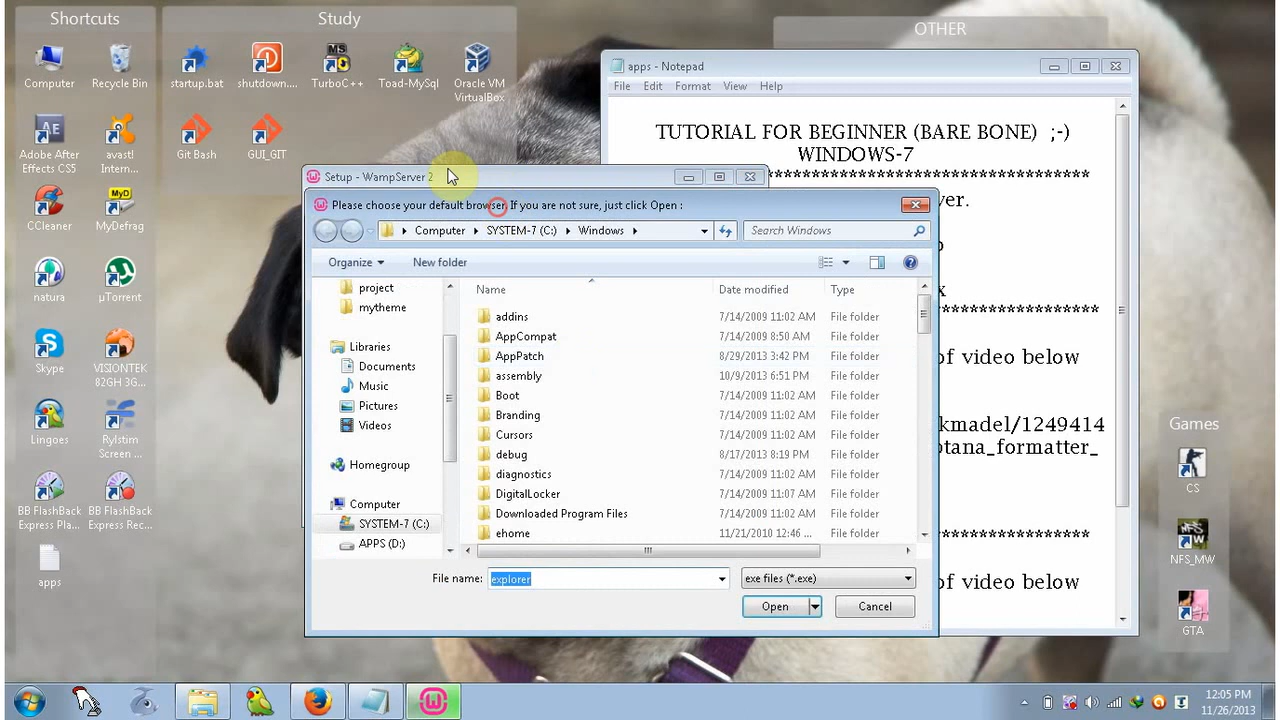 Shortcuts
Study
OTHER
Computer
Recycle Bin
startup.bat
shutdown....
TurboC++
Toad-MySql
Oracle VM
VirtualBox
Adobe After
Effects CS5
avast!
Intern...
Git Bash
GUI_GIT
CCleaner
MyDefrag
natura
µTorrent
Skype
VISIONTEK
82GH 3G...
Lingoes
Rylstim
Screen ...
BB FlashBack
Express Pla...
BB FlashBack
Express Rec...
apps
apps - Notepad
File Edit Format View Help
TUTORIAL FOR BEGINNER (BARE BONE) ;-)
WINDOWS-7
of video below
kmadel/1249414
of video below
Setup - WampServer 2
Please choose your default browser. If you are not sure, just click Open :
Computer SYSTEM-7 (C:) Windows
Search Windows
Organize
New folder
project
mytheme
Libraries
Documents
Music
Pictures
Videos
Homegroup
Computer
SYSTEM-7 (C:)
APPS (D:)
Name Date modified Type
addins 7/14/2009 11:02 AM File folder
AppCompat 7/14/2009 8:50 AM File folder
AppPatch 8/29/2013 3:42 PM File folder
assembly 10/9/2013 6:51 PM File folder
Boot 7/14/2009 11:02 AM File folder
Branding 7/14/2009 11:02 AM File folder
Cursors 7/14/2009 11:02 AM File folder
debug 8/17/2013 8:19 PM File folder
diagnostics 7/14/2009 11:02 AM File folder
DigitalLocker 7/14/2009 11:07 AM File folder
Downloaded Program Files 7/14/2009 11:02 AM File folder
ehome 11/21/2010 12:46 ... File folder
File name: explorer
exe files (*.exe)
Open
Cancel
Games
CS
NFS_MW
GTA
12:05 PM
11/26/2013